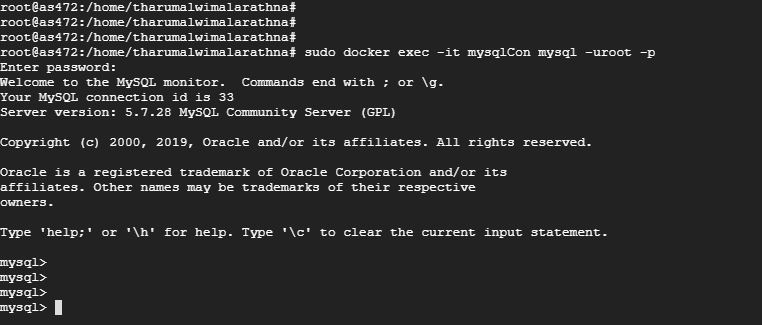 root@as472:/home/tharumalwimalarathna#
root@as472:/home/tharumalwimalarathna#
root@as472:/home/tharumalwimalarathna#
root@as472:/home/tharumalwimalarathna# sudo docker exec -it mysqlCon mysql -uroot -p
Enter password:
Welcome to the MySQL monitor.  Commands end with ; or \g.
Your MySQL connection id is 33
Server version: 5.7.28 MySQL Community Server (GPL)

Copyright (c) 2000, 2019, Oracle and/or its affiliates. All rights reserved.

Oracle is a registered trademark of Oracle Corporation and/or its
affiliates. Other names may be trademarks of their respective
owners.

Type 'help;' or '\h' for help. Type '\c' to clear the current input statement.

mysql>
mysql>
mysql>
mysql>